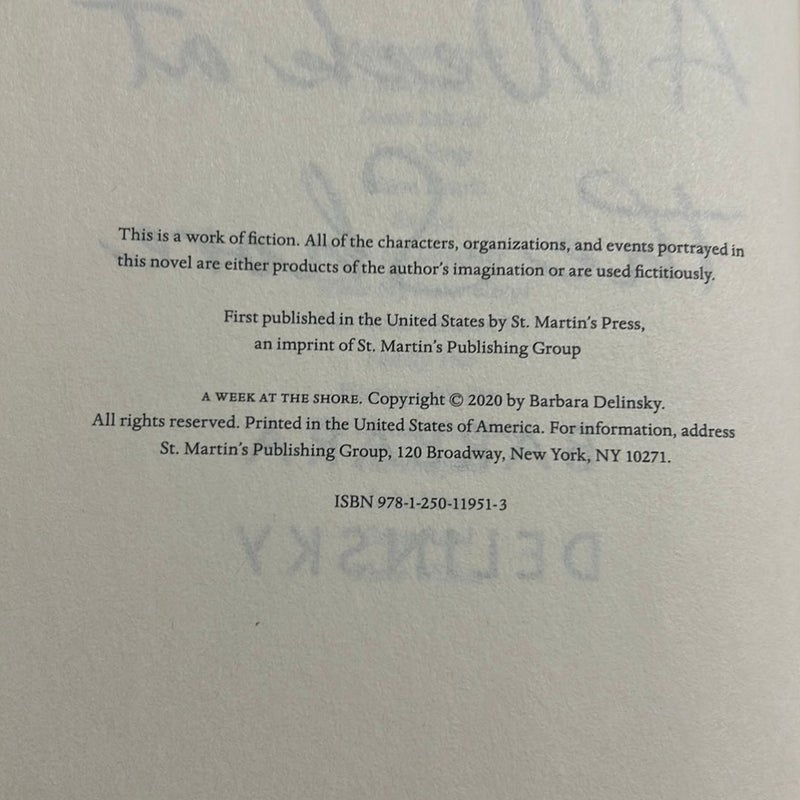 This is a work of fiction. All of the characters, organizations, and events portrayed in
this novel are either products of the author's imagination or are used fictitiously.
First published in the United States by St. Martin's Press,
an imprint of St. Martin's Publishing Group
A WEEK AT THE SHORE. Copyright © 2020 by Barbara Delinsky.
All rights reserved. Printed in the United States of America. For information, address
St. Martin's Publishing Group, 120 Broadway, New York, NY 10271.
ISBN 978-1-250-11951-3
DELINSKY